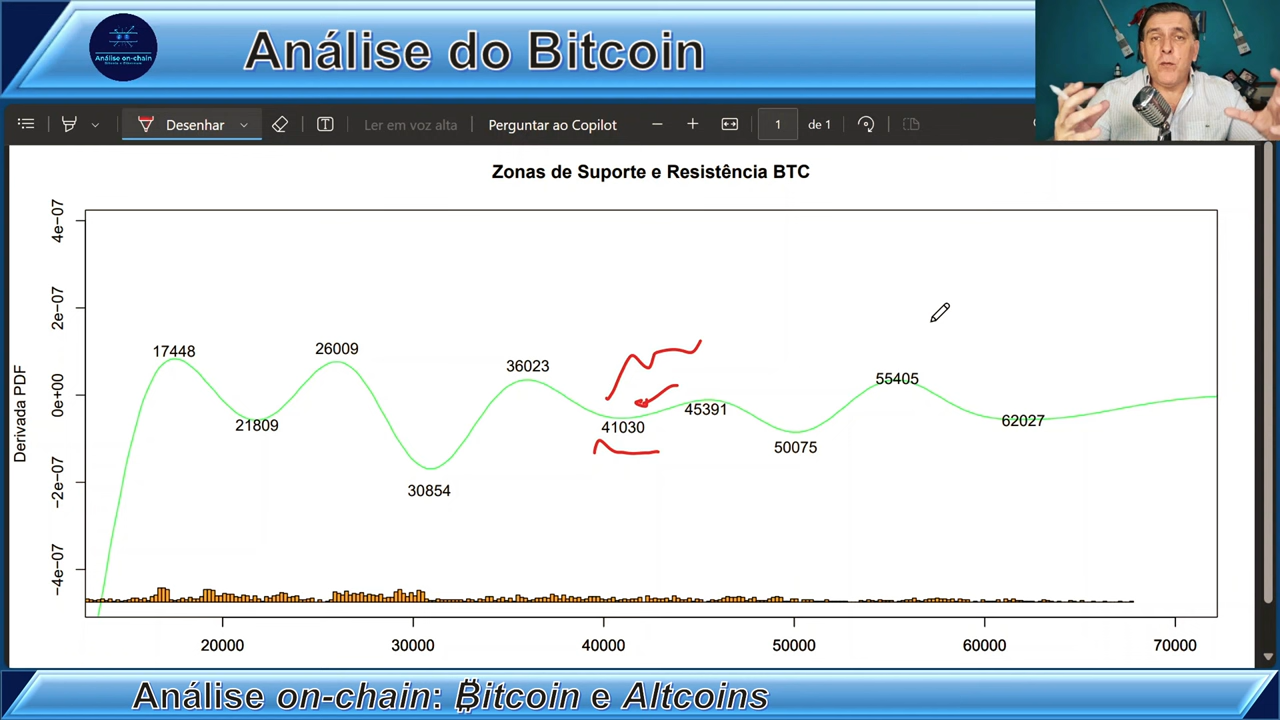 Análise on-chain
Bitcoin e Altcoins
Análise do Bitcoin
Desenhar
Ler em voz alta
Perguntar ao Copilot
1
de 1
Zonas de Suporte e Resistência BTC
Derivada PDF
4e-07
2e-07
0e+00
−2e-07
−4e-07
17448
26009
36023
55405
21809
30854
41030
45391
50075
62027
20000
30000
40000
50000
60000
70000
Análise on-chain: ₿itcoin e Altcoins